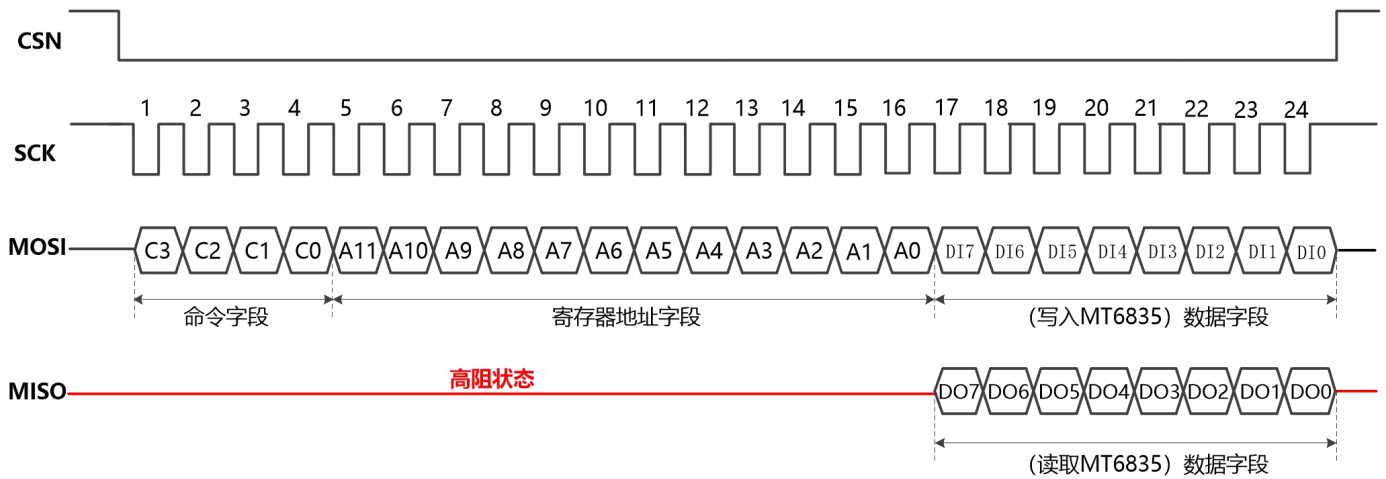 CSN
1 2 3 4 5 6 7 8 9 10 11 12 13 14 15 16 17 18 19 20 21 22 23 24
SCK
MOSI C3 C2 C1 C0 A11 A10 A9 A8 A7 A6 A5 A4 A3 A2 A1 A0 DI7 DI6 DI5 DI4 DI3 DI2 DI1 DI0
命令字段 寄存器地址字段 (写入MT6835)数据字段
高阻状态
MISO DO7 DO6 DO5 DO4 DO3 DO2 DO1 DO0
(读取MT6835)数据字段